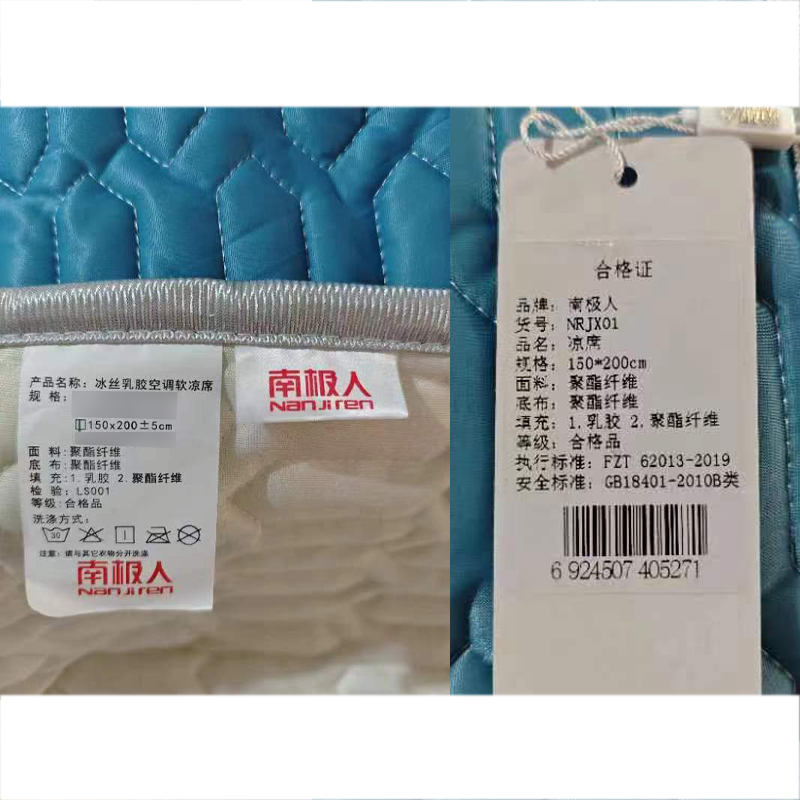 产品名称：冰丝乳胶空调软凉席
规 格：
150x200±5cm
面 料：聚酯纤维
底 布：聚酯纤维
填 充：1.乳胶 2.聚酯纤维
检 验：LS001
等级：合格品
洗涤方式：
30
注意：请与其它衣物分开洗涤
南极人
Nanjiren
南极人
Nanjiren
合格证
品牌：南极人
货号：NRJX01
品名：凉席
规格：150*200cm
面料：聚酯纤维
底布：聚酯纤维
填充：1.乳胶 2.聚酯纤维
等级：合格品
执行标准：FZT 62013-2019
安全标准：GB18401-2010B类
6 924507 405271